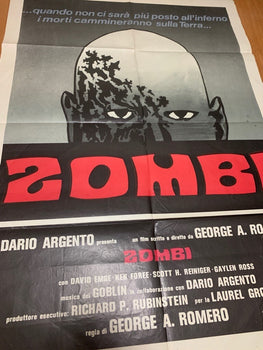 ...quando non ci sarà più posto all'inferno
i morti cammineranno sulla Terra...
ZOMBI
DARIO ARGENTO presenta un film scritto e diretto da GEORGE A. RO
ZOMBI
con DAVID EMGE · KEN FOREE · SCOTT H. REINIGER · GAYLEN ROSS
musica dei GOBLIN in collaborazione con DARIO ARGENTO
produttore esecutivo: RICHARD P. RUBINSTEIN per la LAUREL GR
regia di GEORGE A. ROMERO